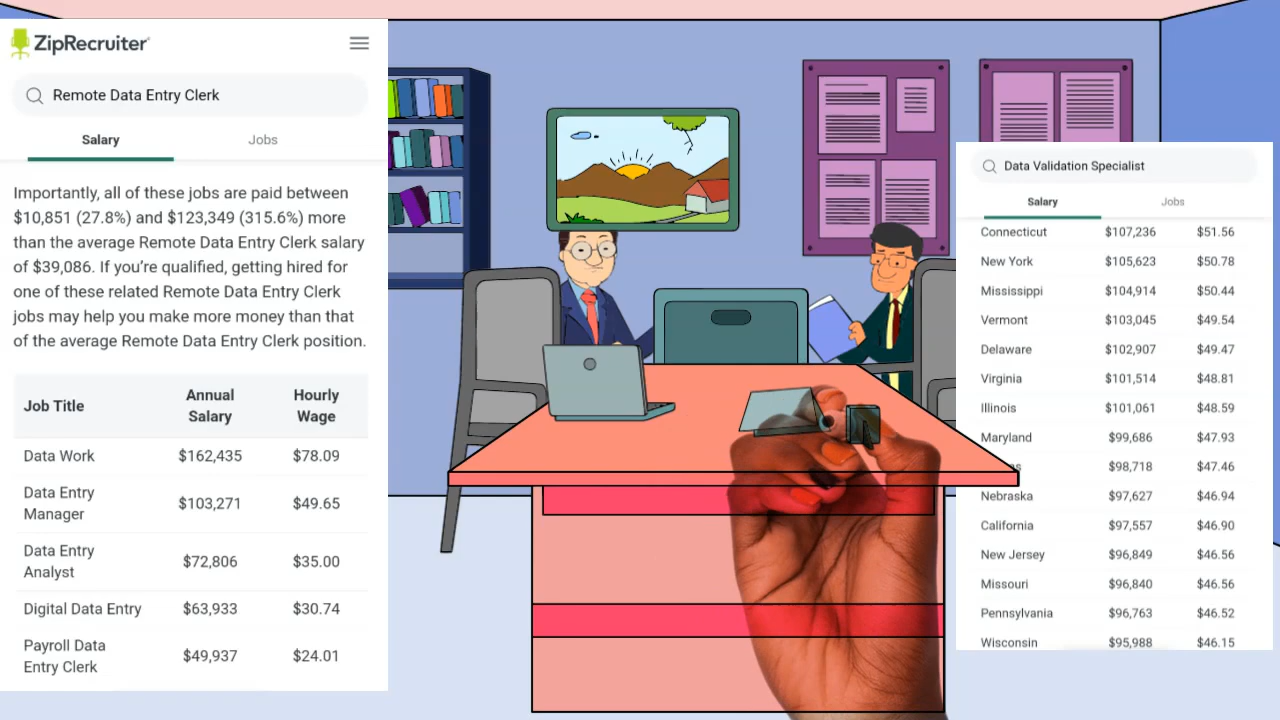 ZipRecruiter
Remote Data Entry Clerk
Salary Jobs
Importantly, all of these jobs are paid between
$10,851 (27.8%) and $123,349 (315.6%) more
than the average Remote Data Entry Clerk salary
of $39,086. If you're qualified, getting hired for
one of these related Remote Data Entry Clerk
jobs may help you make more money than that
of the average Remote Data Entry Clerk position.
Job Title Annual Salary Hourly Wage
Data Work $162,435 $78.09
Data Entry Manager $103,271 $49.65
Data Entry Analyst $72,806 $35.00
Digital Data Entry $63,933 $30.74
Payroll Data Entry Clerk $49,937 $24.01
Data Validation Specialist
Salary Jobs
Connecticut $107,236 $51.56
New York $105,623 $50.78
Mississippi $104,914 $50.44
Vermont $103,045 $49.54
Delaware $102,907 $49.47
Virginia $101,514 $48.81
Illinois $101,061 $48.59
Maryland $99,686 $47.93
$98,718 $47.46
Nebraska $97,627 $46.94
California $97,557 $46.90
New Jersey $96,849 $46.56
Missouri $96,840 $46.56
Pennsylvania $96,763 $46.52
Wisconsin $95,988 $46.15